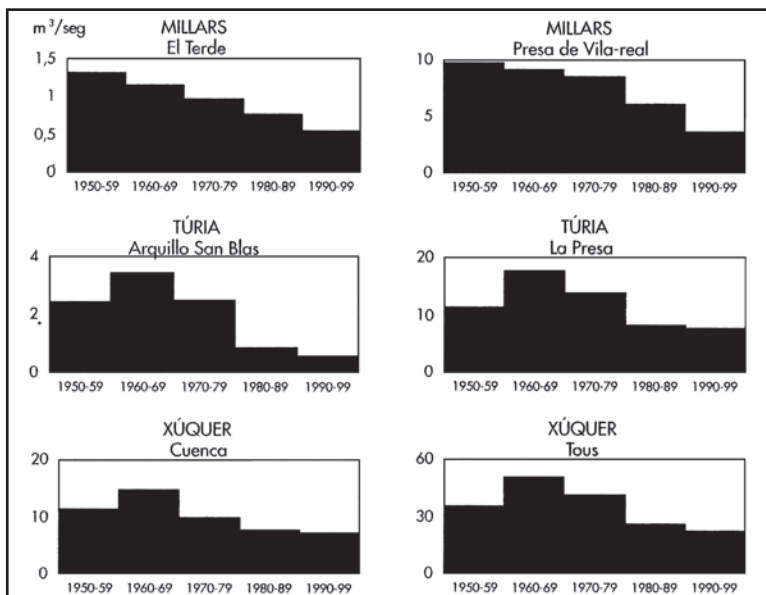 m³/seg
MILLARS
El Terde
1,5
1
0,5
0
1950-59 1960-69 1970-79 1980-89 1990-99
MILLARS
Presa de Vila-real
10
5
0
1950-59 1960-69 1970-79 1980-89 1990-99
TÚRIA
Arquillo San Blas
4
2
0
1950-59 1960-69 1970-79 1980-89 1990-99
TÚRIA
La Presa
20
10
0
1950-59 1960-69 1970-79 1980-89 1990-99
XÚQUER
Cuenca
20
10
0
1950-59 1960-69 1970-79 1980-89 1990-99
XÚQUER
Tous
60
30
0
1950-59 1960-69 1970-79 1980-89 1990-99